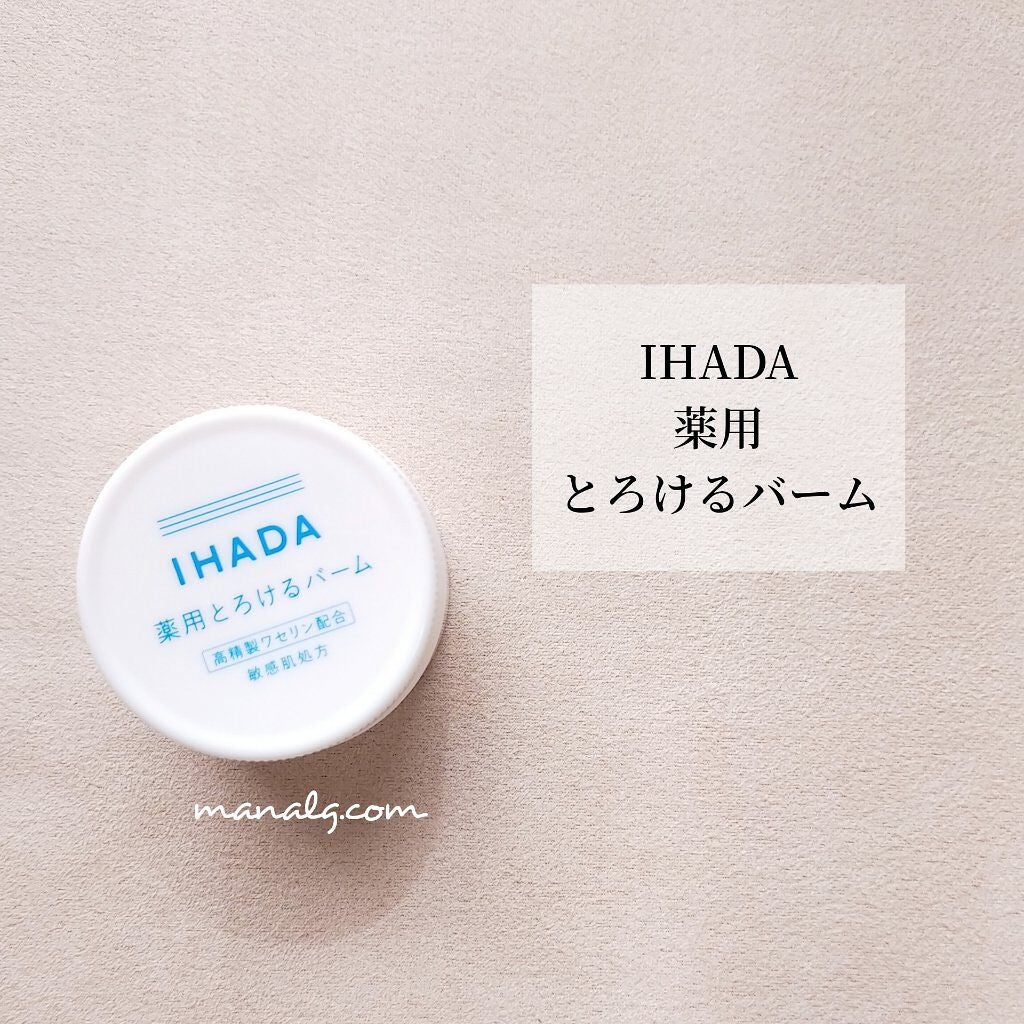 IHADA
薬用
とろけるバーム
IHADA
薬用とろけるバーム
高精製ワセリン配合
敏感肌処方
manalg.com